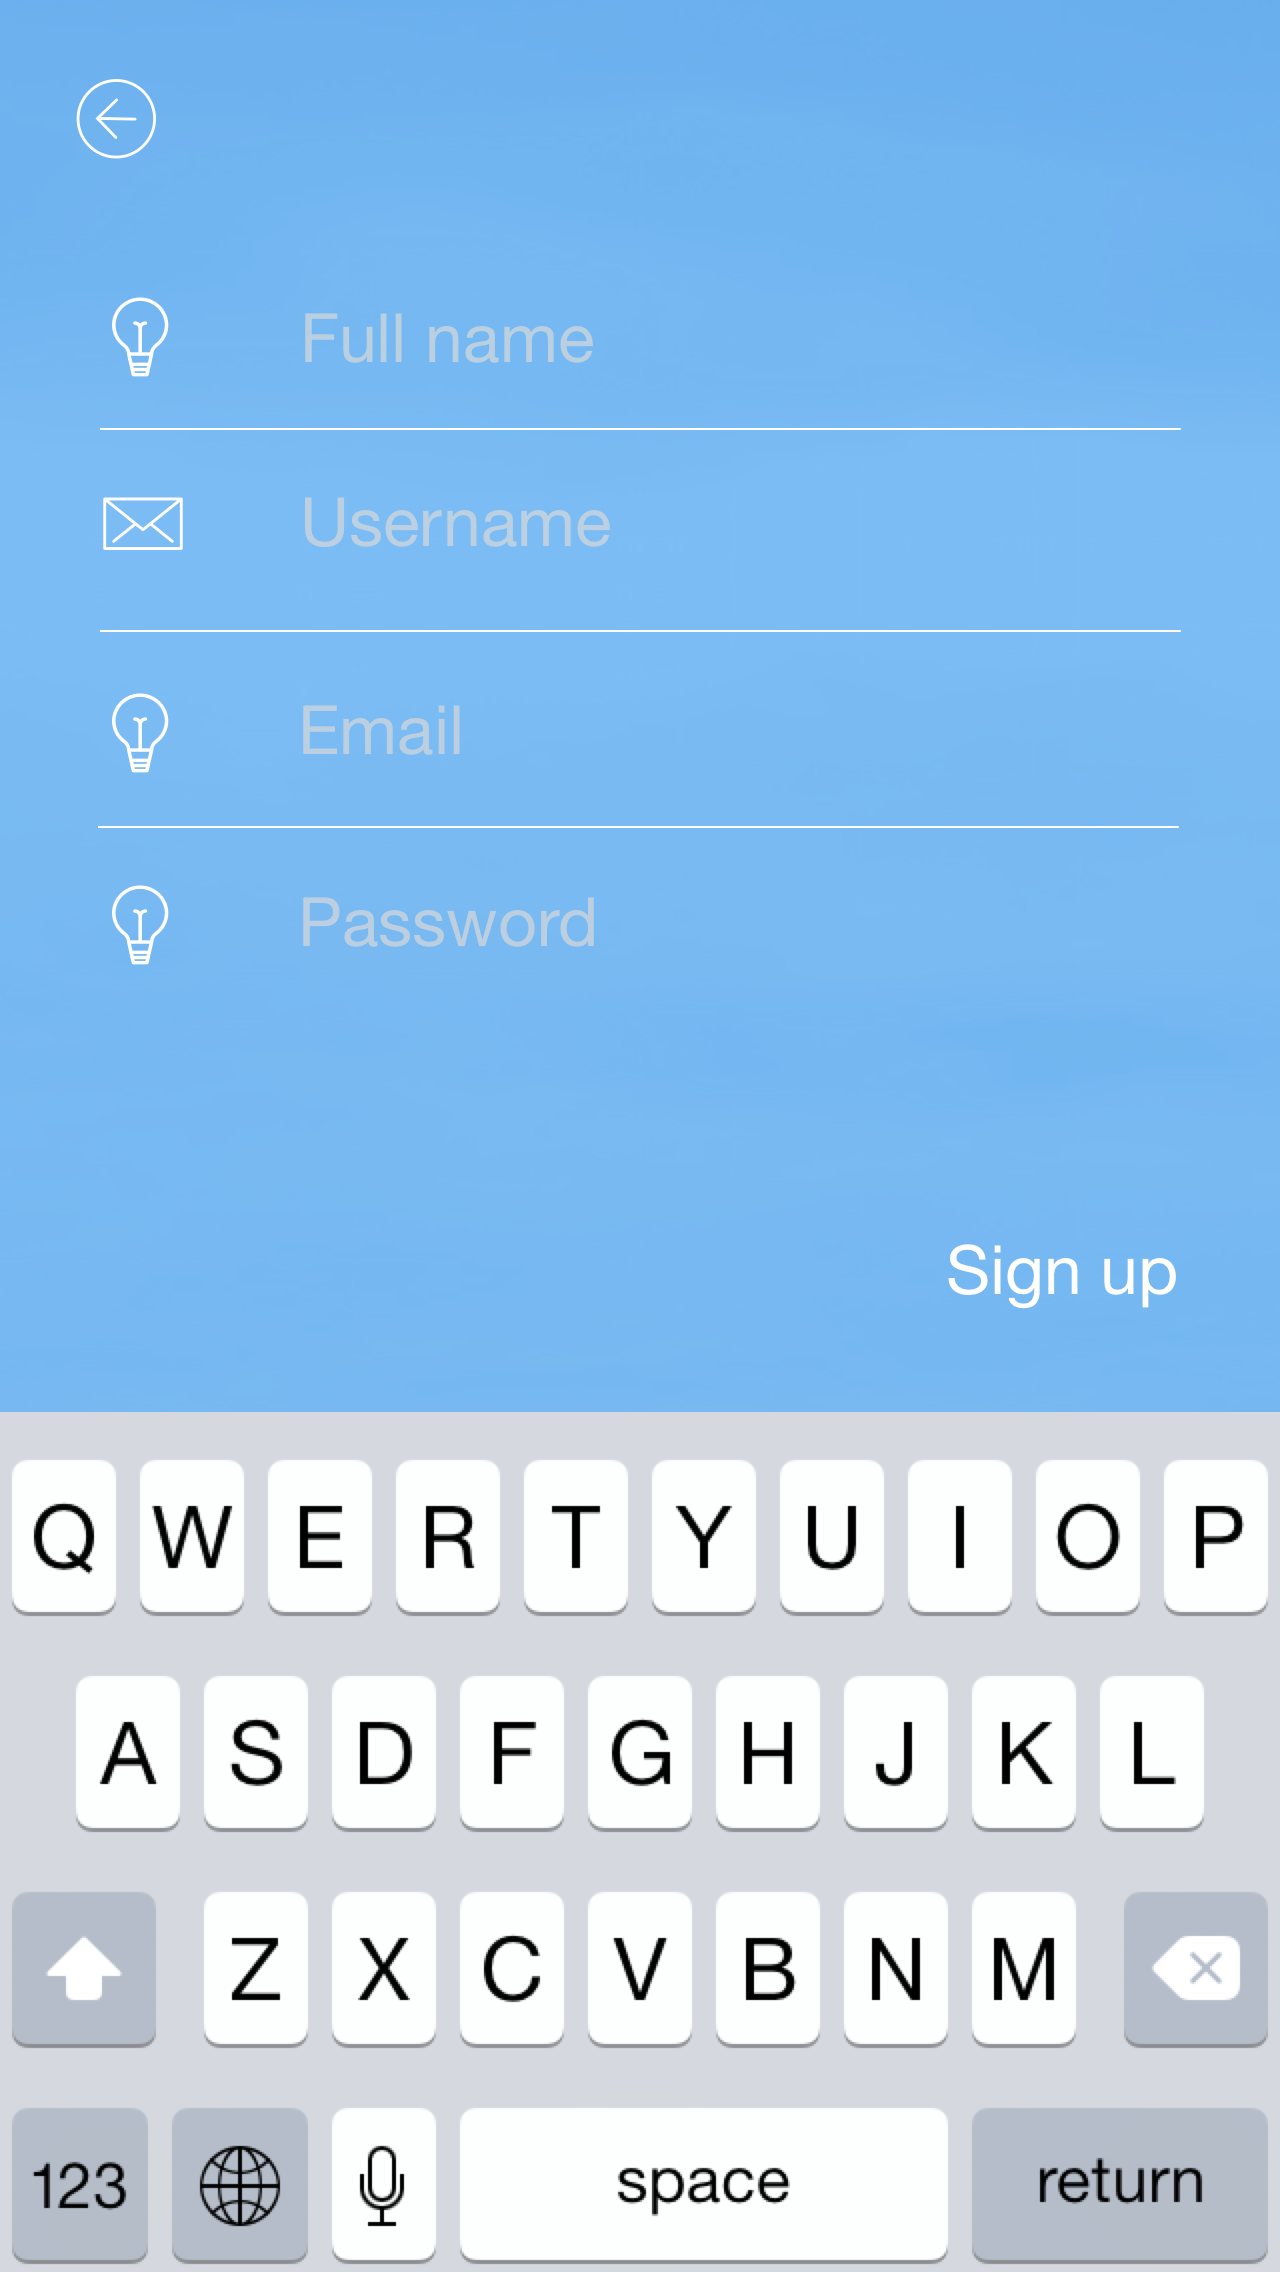 Full name
Username
Email
Password
Sign up
Q W E R T Y U I O P
A S D F G H J K L
Z X C V B N M
123 space return